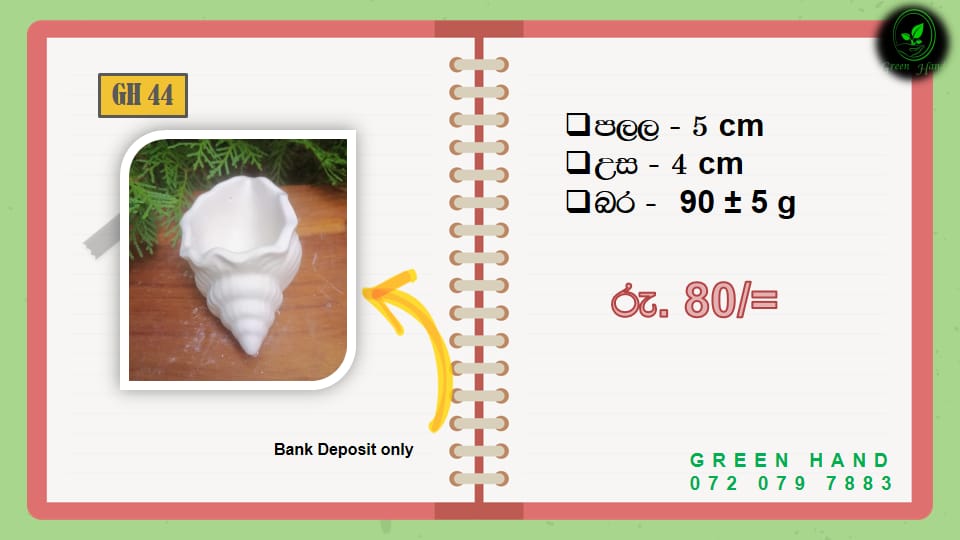 GH 44
Bank Deposit only
Green Hand
පලල - 5 cm
උස - 4 cm
බර - 90 ± 5 g
රු. 80/=
GREEN HAND
072 079 7883